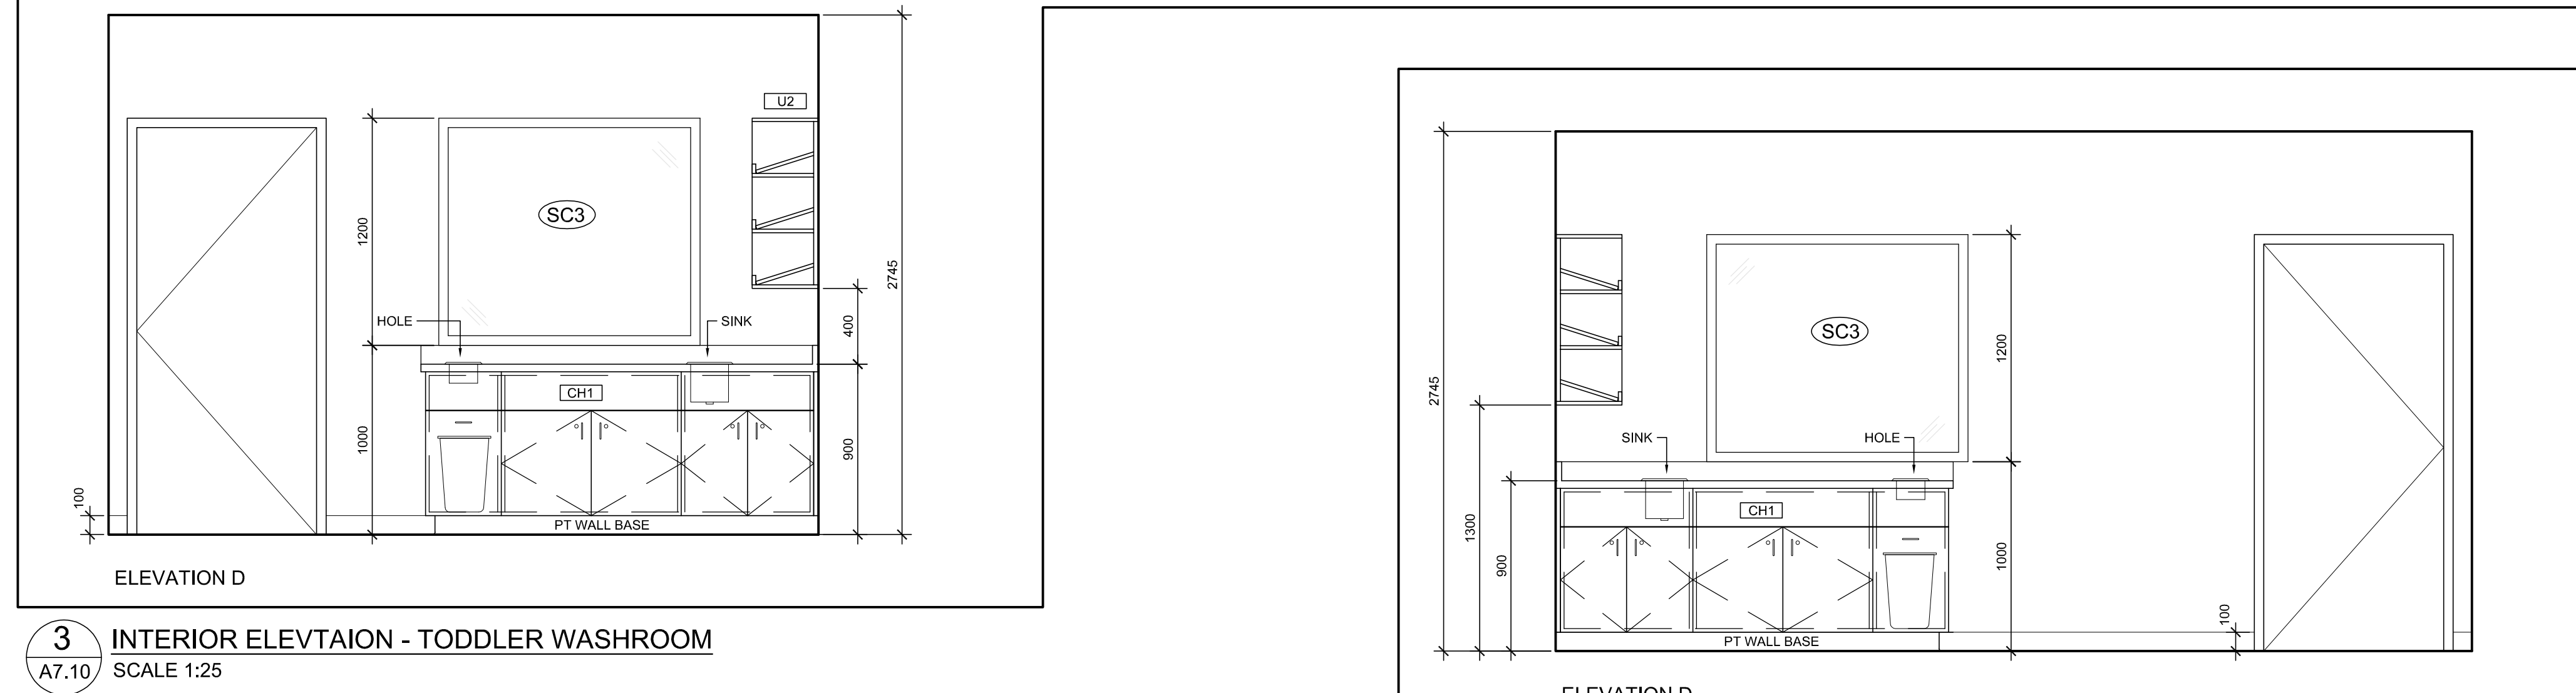 U2
SC3
1200
2745
HOLE
SINK
400
CH1
1000
900
100
PT WALL BASE
ELEVATION D
3
A7.10
INTERIOR ELEVTAION - TODDLER WASHROOM
SCALE 1:25
SC3
1200
2745
SINK
HOLE
1300
CH1
900
1000
100
PT WALL BASE
ELEVATION D